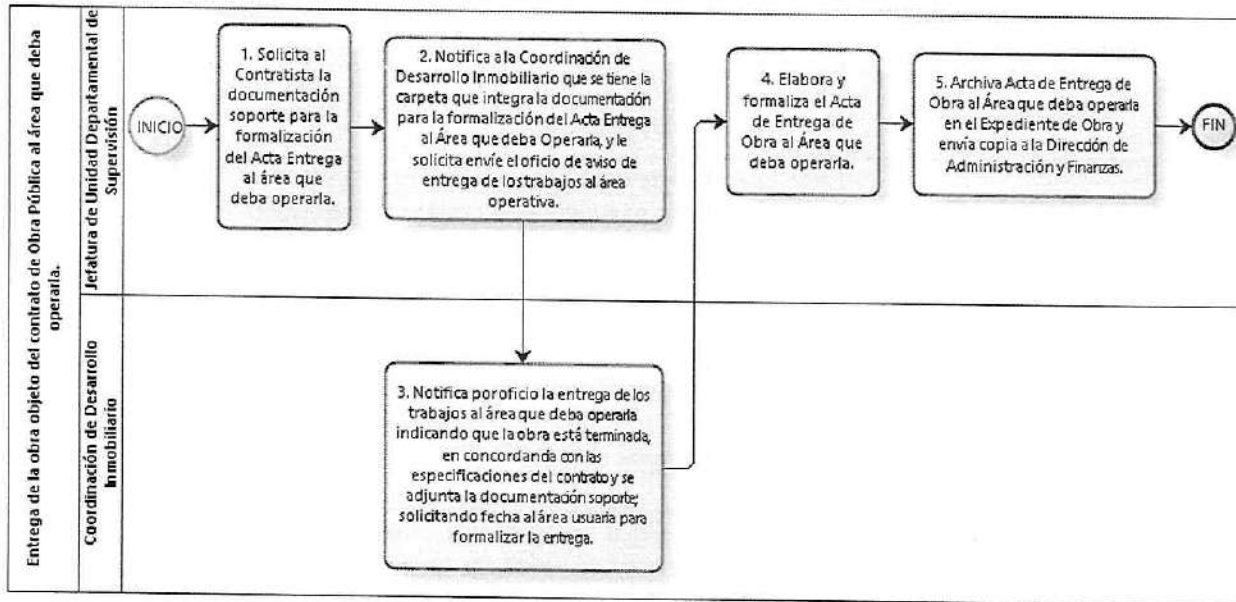 Entrega de la obra objeto del contrato de Obra Pública al área que deba
operarla.
Jefatura de Unidad Departamental de
Supervisión
INICIO
1. Solicita al
Contratista la
documentación
soporte para la
formalización
del Acta Entrega
al área que
deba operarla.
2. Notifica a la Coordinación de
Desarrollo Inmobiliario que se tiene la
carpeta que integra la documentación
para la formalización del Acta Entrega
al Área que deba Operarla, y le
solicita envíe el oficio de aviso de
entrega de los trabajos al área
operativa.
4. Elabora y
formaliza el Acta
de Entrega de
Obra al Área que
deba operarla.
5. Archiva Acta de Entrega de
Obra al Área que deba operarla
en el Expediente de Obra y
envía copia a la Dirección de
Administración y Finanzas.
FIN
Coordinación de Desarrollo
Inmobiliario
3. Notifica por oficio la entrega de los
trabajos al área que deba operarla
indicando que la obra está terminada,
en concordancia con las
especificaciones del contrato y se
adjunta la documentación soporte;
solicitando fecha al área usuaria para
formalizar la entrega.